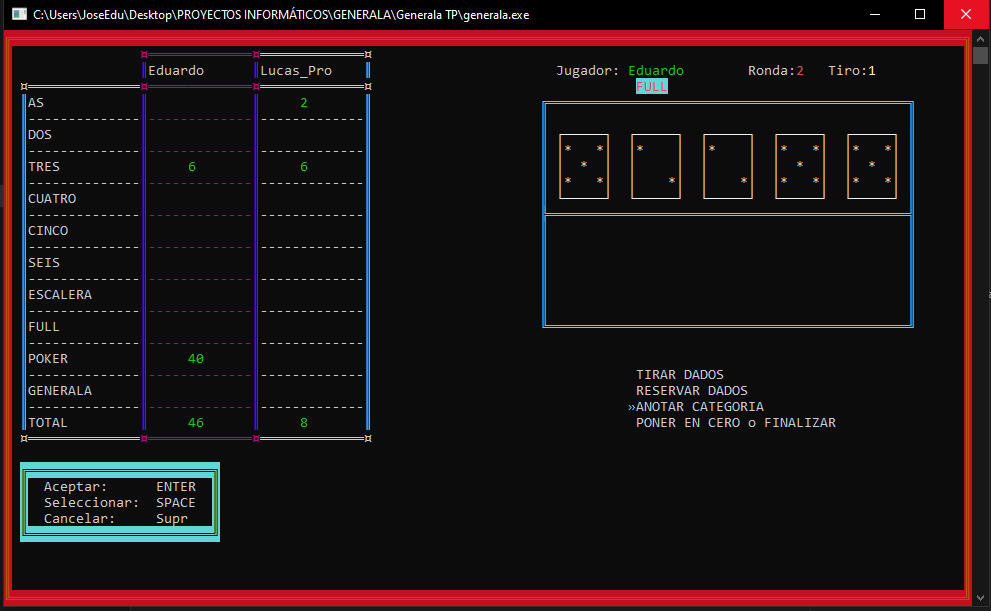 C:\Users\JoseEdu\Desktop\PROYECTOS INFORMÁTICOS\GENERALA\Generala TP\generala.exe
Eduardo Lucas_Pro
Jugador: Eduardo Ronda:2 Tiro:1
FULL
AS 2
DOS
TRES 6 6
CUATRO
CINCO
SEIS
ESCALERA
FULL
POKER 40
GENERALA
TOTAL 46 8
TIRAR DADOS
RESERVAR DADOS
»ANOTAR CATEGORIA
PONER EN CERO o FINALIZAR
Aceptar: ENTER
Seleccionar: SPACE
Cancelar: Supr